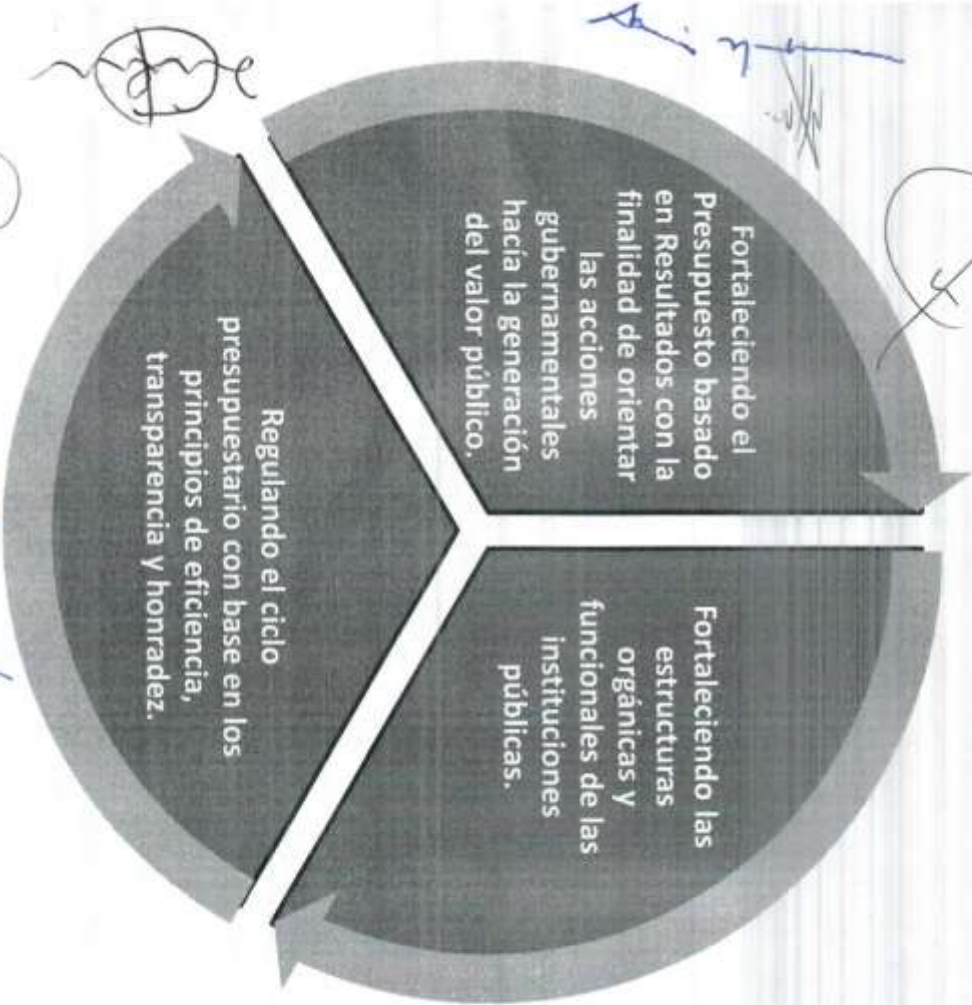 Fortaleciendo el
Presupuesto basado
en Resultados con la
finalidad de orientar
las acciones
gubernamentales
hacía la generación
del valor público.
Fortaleciendo las
estructuras
orgánicas y
funcionales de las
instituciones
públicas.
Regulando el ciclo
presupuestario con base en los
principios de eficiencia,
transparencia y honradez.